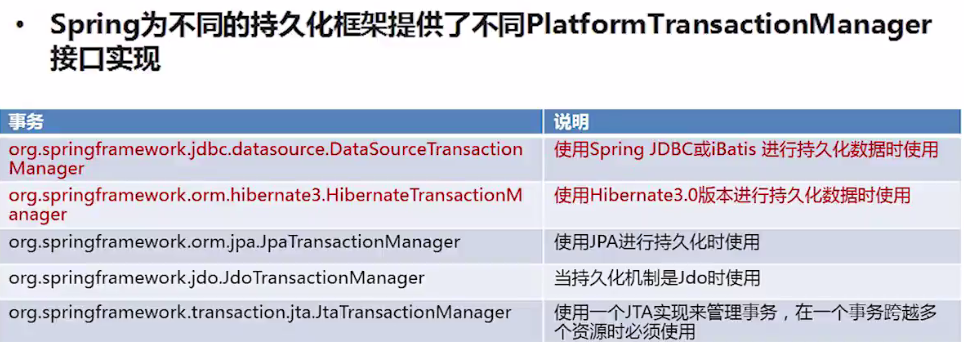 • Spring为不同的持久化框架提供了不同PlatformTransactionManager
接口实现
事务
说明
org.springframework.jdbc.datasource.DataSourceTransaction
Manager
使用Spring JDBC或iBatis 进行持久化数据时使用
org.springframework.orm.hibernate3.HibernateTransactionM
anager
使用Hibernate3.0版本进行持久化数据时使用
org.springframework.orm.jpa.JpaTransactionManager
使用JPA进行持久化时使用
org.springframework.jdo.JdoTransactionManager
当持久化机制是Jdo时使用
org.springframework.transaction.jta.JtaTransactionManager
使用一个JTA实现来管理事务，在一个事务跨越多
个资源时必须使用